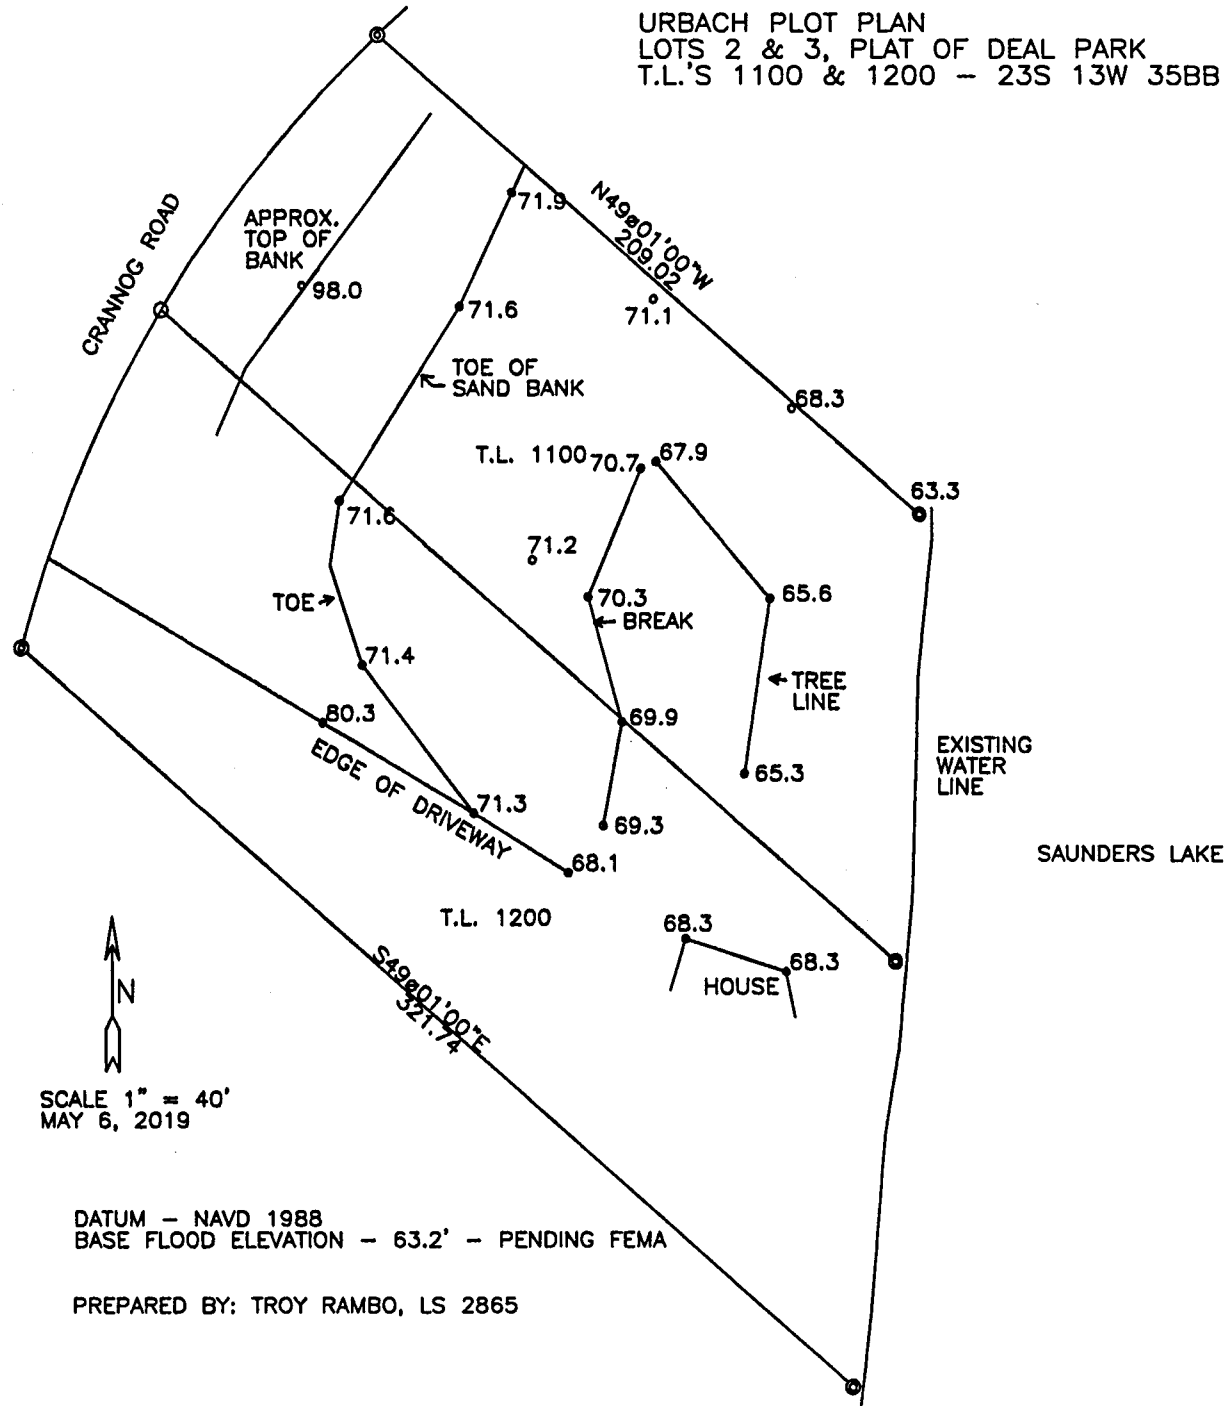 URBACH PLOT PLAN
LOTS 2 & 3, PLAT OF DEAL PARK
T.L.'S 1100 & 1200 – 23S 13W 35BB
CRANNOG ROAD
APPROX.
TOP OF
BANK
98.0
71.9
N49ø01'00"W
209.02
71.1
71.6
TOE OF
SAND BANK
68.3
T.L. 1100
70.7
67.9
63.3
71.6
71.2
TOE
70.3
BREAK
65.6
71.4
TREE
LINE
80.3
69.9
EDGE OF DRIVEWAY
EXISTING
WATER
LINE
65.3
71.3
69.3
68.1
SAUNDERS LAKE
T.L. 1200
68.3
68.3
HOUSE
S49ø01'00"E
321.74
N
SCALE 1" = 40'
MAY 6, 2019
DATUM – NAVD 1988
BASE FLOOD ELEVATION – 63.2' – PENDING FEMA
PREPARED BY: TROY RAMBO, LS 2865